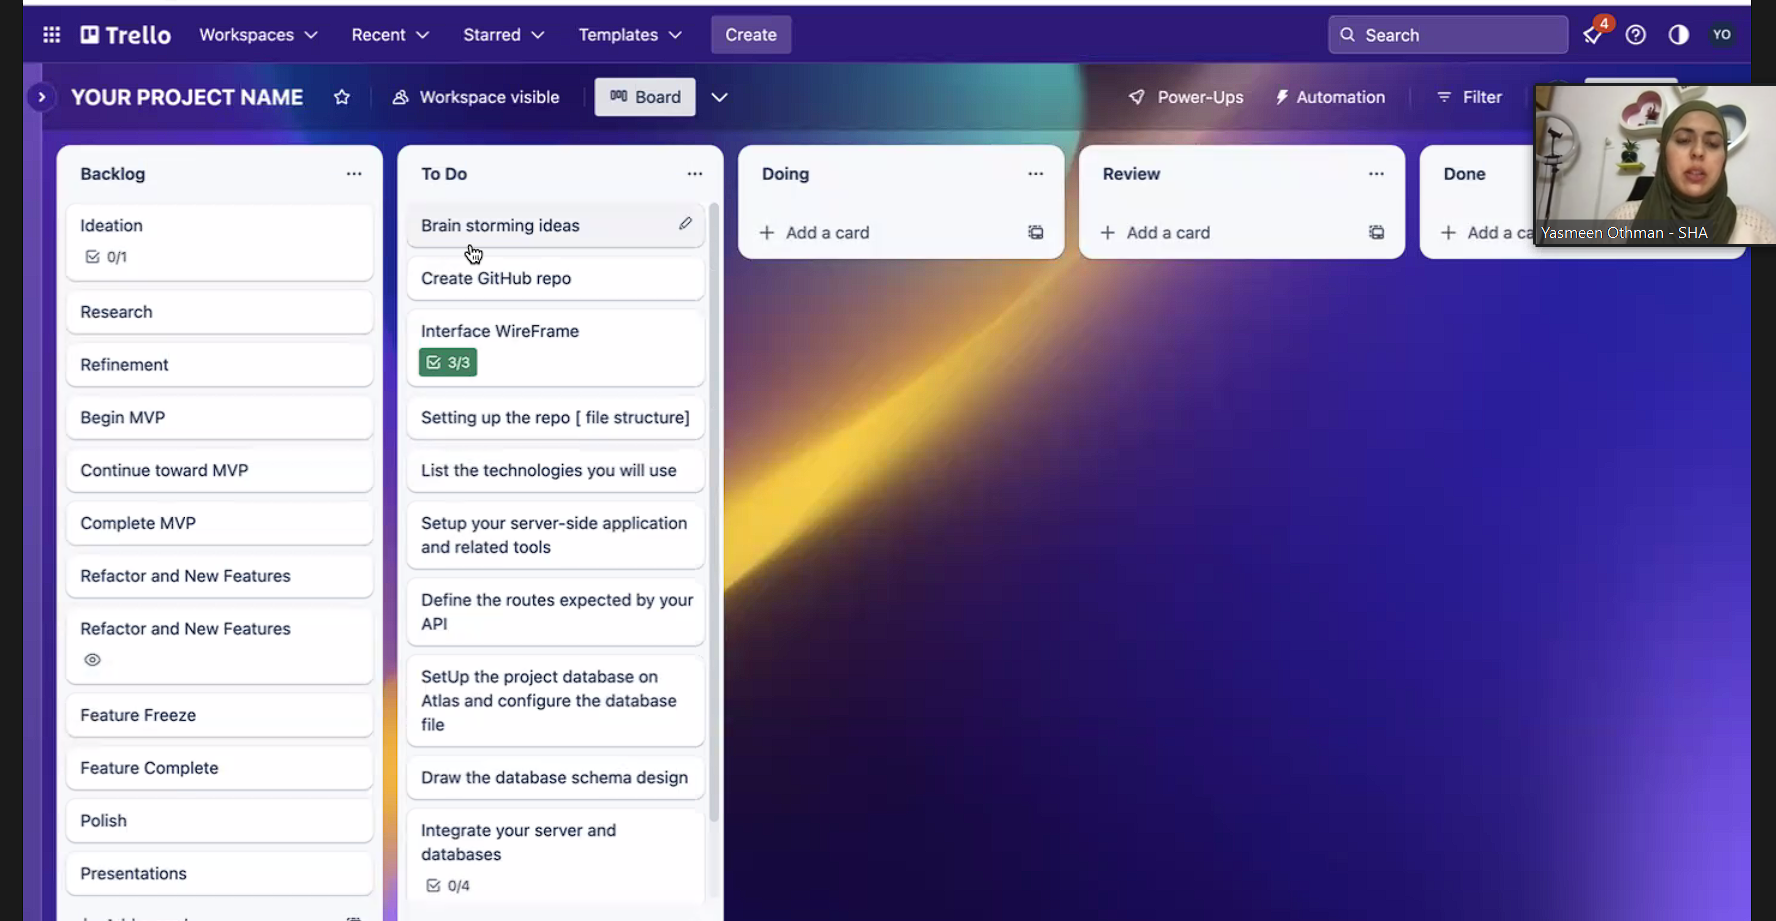 Trello
Workspaces
Recent
Starred
Templates
Create
Search
4
YO
YOUR PROJECT NAME
Workspace visible
Board
Power-Ups
Automation
Filter
Backlog
Ideation
0/1
Research
Refinement
Begin MVP
Continue toward MVP
Complete MVP
Refactor and New Features
Refactor and New Features
Feature Freeze
Feature Complete
Polish
Presentations
To Do
Brain storming ideas
Create GitHub repo
Interface WireFrame
3/3
Setting up the repo [ file structure]
List the technologies you will use
Setup your server-side application
and related tools
Define the routes expected by your
API
SetUp the project database on
Atlas and configure the database
file
Draw the database schema design
Integrate your server and
databases
0/4
Doing
+ Add a card
Review
+ Add a card
Done
+ Add a ca
Yasmeen Othman - SHA